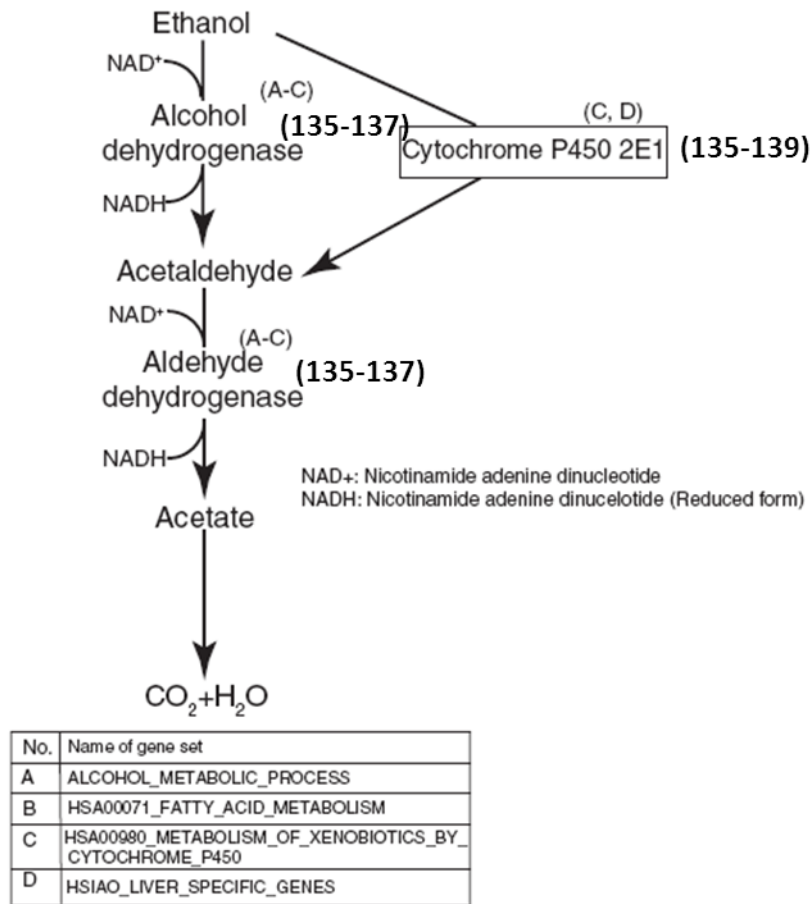 Ethanol
NAD+
(A-C)
(C, D)
Alcohol
dehydrogenase
(135-137)
Cytochrome P450 2E1
(135-139)
NADH
Acetaldehyde
NAD+
(A-C)
Aldehyde
dehydrogenase
(135-137)
NADH
NAD+: Nicotinamide adenine dinucleotide
NADH: Nicotinamide adenine dinucelotide (Reduced form)
Acetate
CO2+H2O
No. Name of gene set
A ALCOHOL_METABOLIC_PROCESS
B HSA00071_FATTY_ACID_METABOLISM
C HSA00980_METABOLISM_OF_XENOBIOTICS_BY_
CYTOCHROME_P450
D HSIAO_LIVER_SPECIFIC_GENES